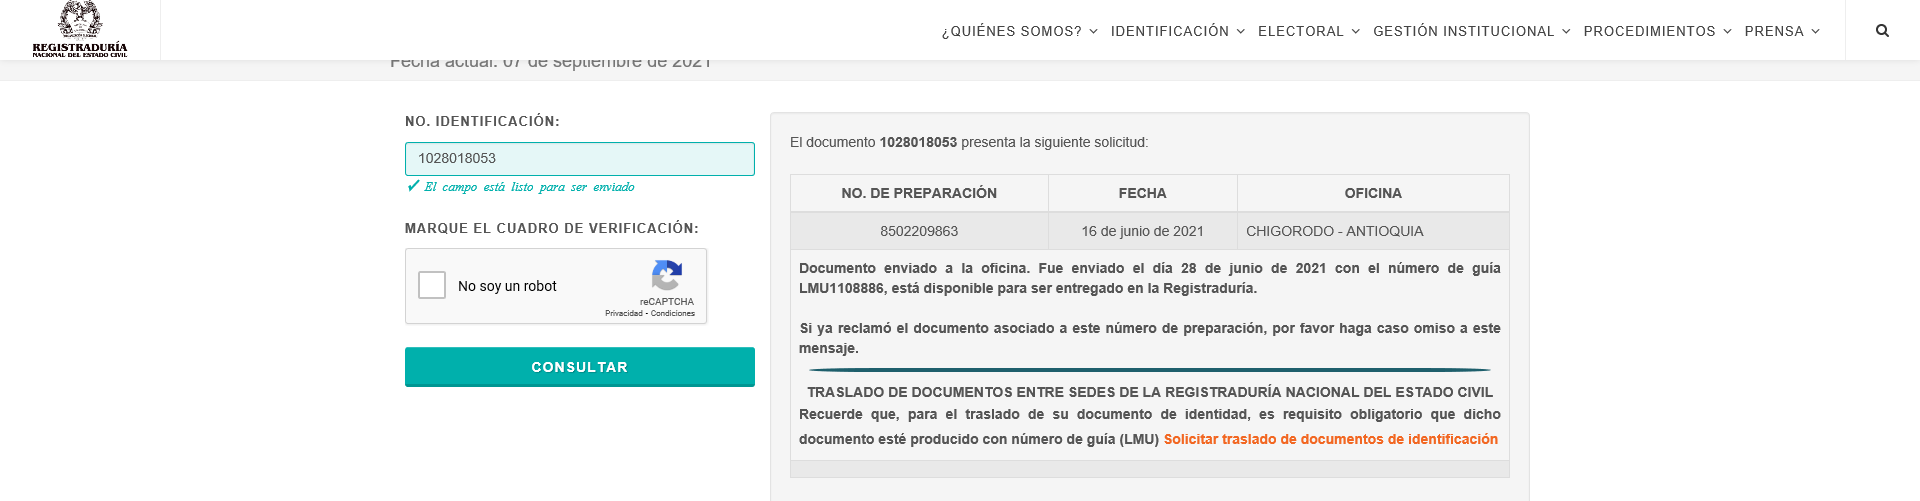 REGISTRADURÍA
NACIONAL DEL ESTADO CIVIL
¿QUIÉNES SOMOS? IDENTIFICACIÓN ELECTORAL GESTIÓN INSTITUCIONAL PROCEDIMIENTOS PRENSA
Fecha actual: 07 de septiembre de 2021
NO. IDENTIFICACIÓN:
1028018053
✓ El campo está listo para ser enviado
MARQUE EL CUADRO DE VERIFICACIÓN:
No soy un robot
reCAPTCHA
Privacidad - Condiciones
CONSULTAR
El documento 1028018053 presenta la siguiente solicitud:
NO. DE PREPARACIÓN FECHA OFICINA
8502209863 16 de junio de 2021 CHIGORODO - ANTIOQUIA
Documento enviado a la oficina. Fue enviado el día 28 de junio de 2021 con el número de guía
LMU1108886, está disponible para ser entregado en la Registraduría.
Si ya reclamó el documento asociado a este número de preparación, por favor haga caso omiso a este
mensaje.
TRASLADO DE DOCUMENTOS ENTRE SEDES DE LA REGISTRADURÍA NACIONAL DEL ESTADO CIVIL
Recuerde que, para el traslado de su documento de identidad, es requisito obligatorio que dicho
documento esté producido con número de guía (LMU) Solicitar traslado de documentos de identificación